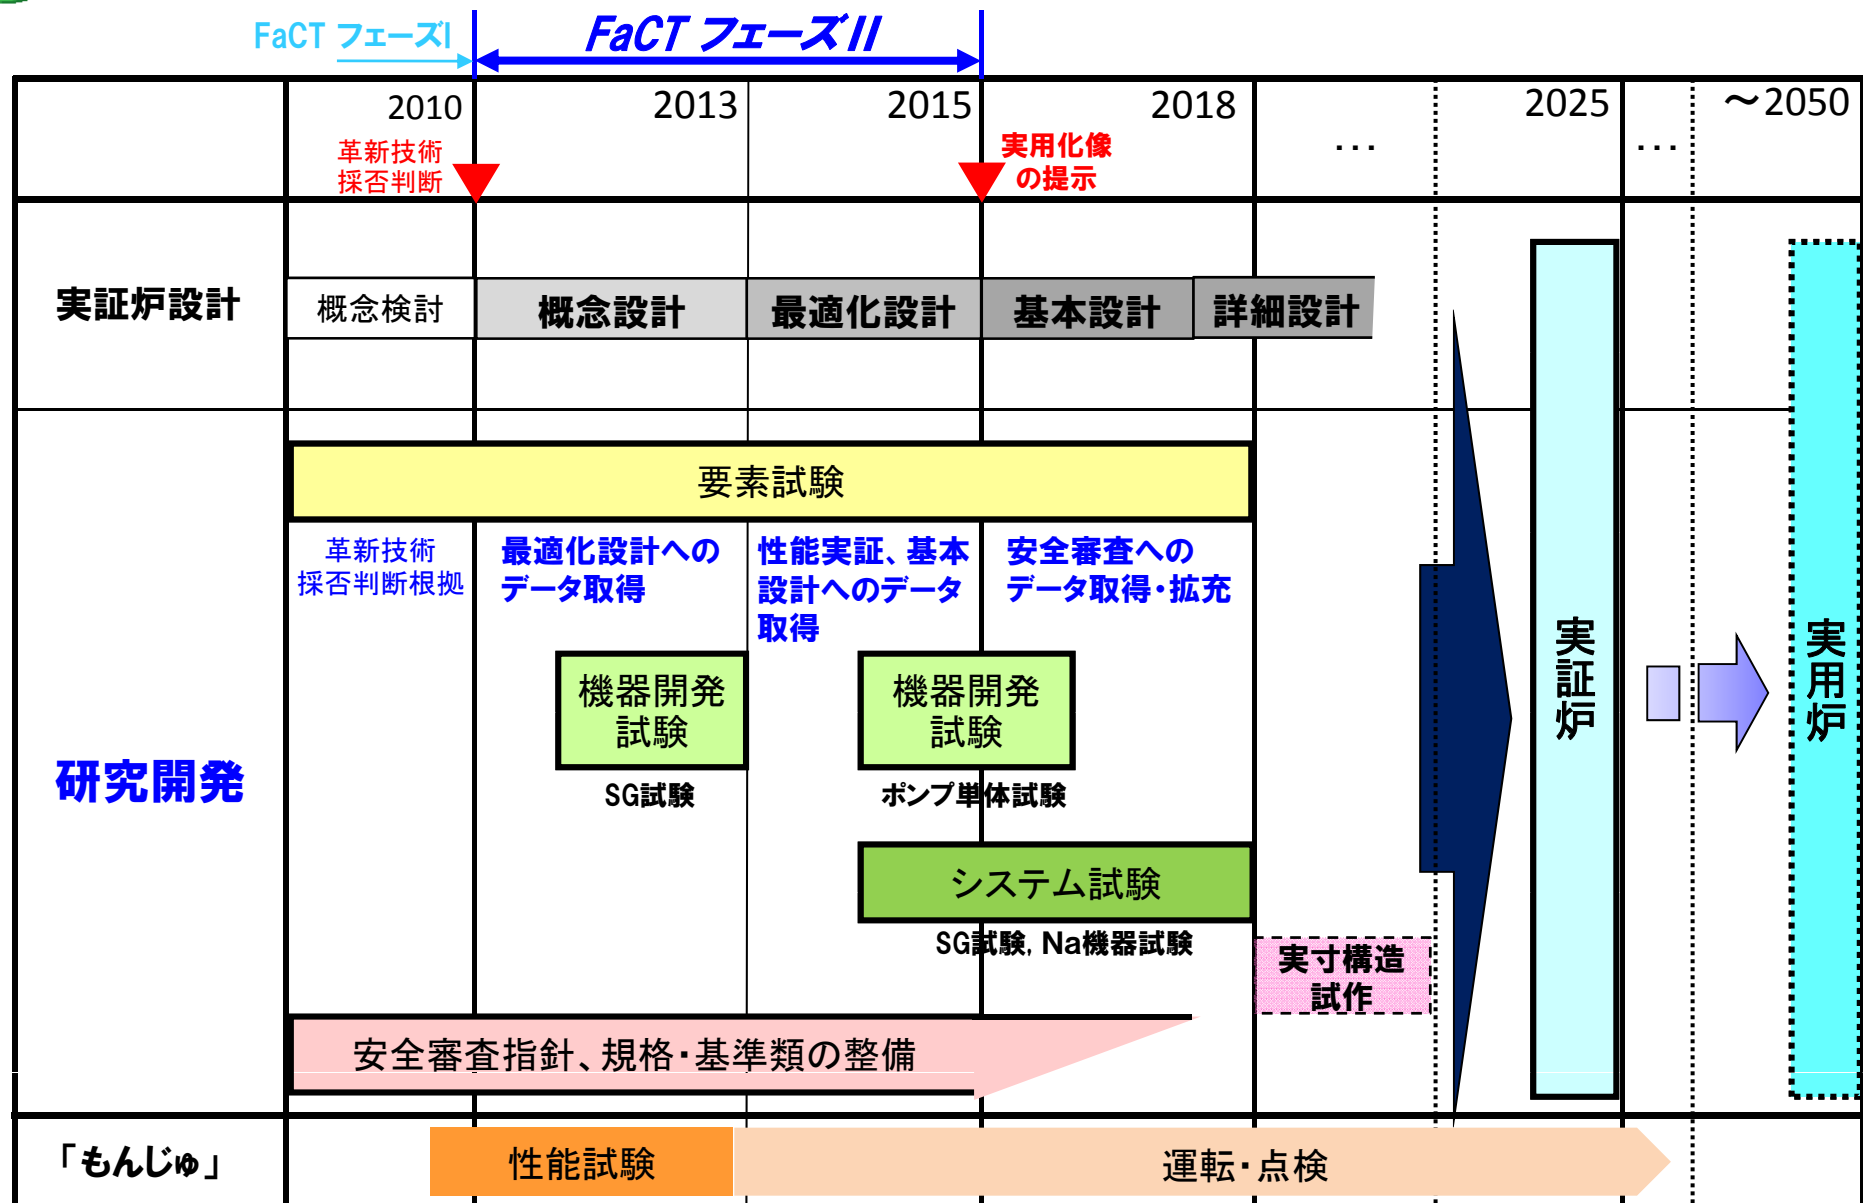 FaCT フェーズI
FaCT フェーズII
2010
2013
2015
2018
...
2025
...
～2050
革新技術
採否判断
実用化像
の提示
実証炉設計
概念検討
概念設計
最適化設計
基本設計
詳細設計
研究開発
要素試験
革新技術
採否判断根拠
最適化設計への
データ取得
性能実証、基本
設計へのデータ
取得
安全審査への
データ取得・拡充
機器開発
試験
SG試験
機器開発
試験
ポンプ単体試験
システム試験
SG試験, Na機器試験
実寸構造
試作
安全審査指針、規格・基準類の整備
実証炉
実用炉
「もんじゅ」
性能試験
運転・点検